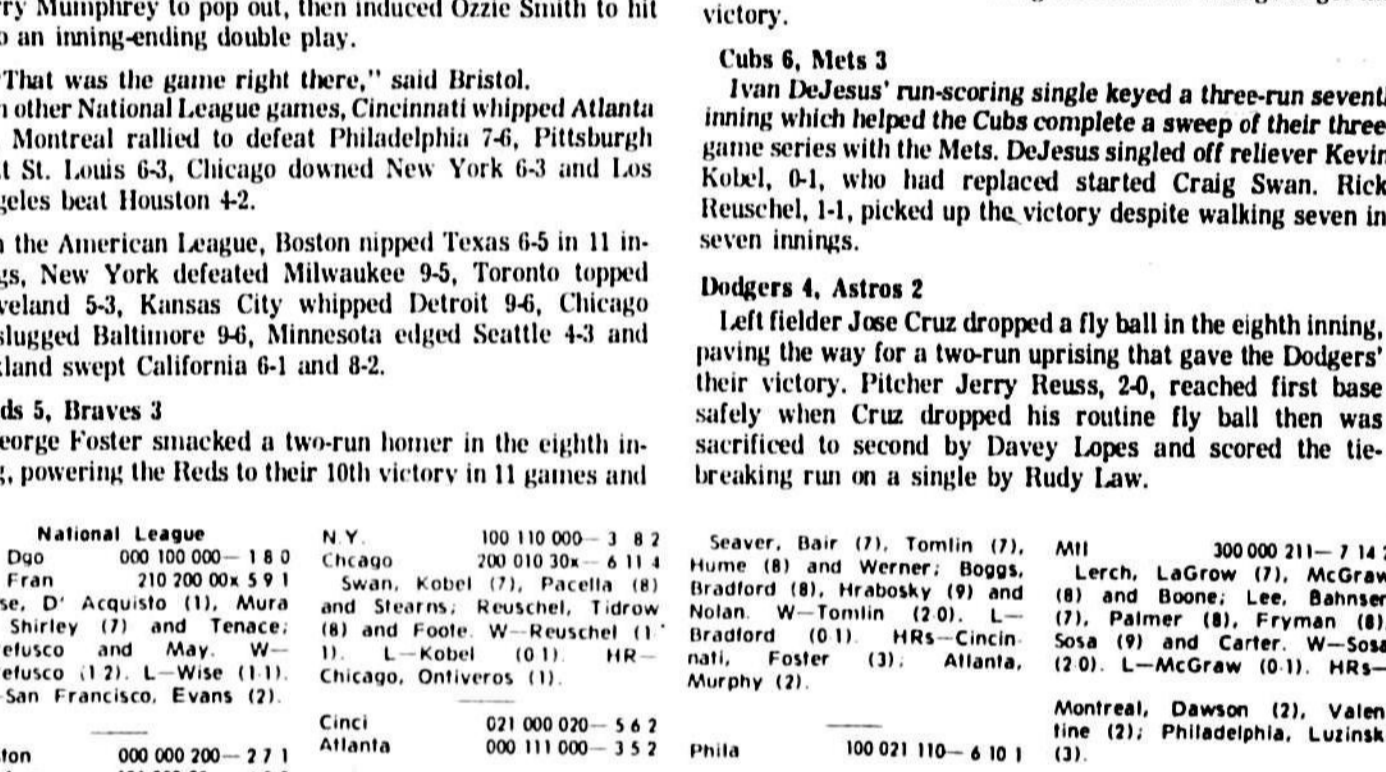 ry Mumphrey to pop out, then induced Ozzie Smith to hit
o an inning-ending double play.
"That was the game right there," said Bristol.
n other National League games, Cincinnati whipped Atlanta
Montreal rallied to defeat Philadelphia 7-6, Pittsburgh
t St. Louis 6-3, Chicago downed New York 6-3 and Los
geles beat Houston 4-2.
n the American League, Boston nipped Texas 6-5 in 11 in-
gs, New York defeated Milwaukee 9-5, Toronto topped
veland 5-3, Kansas City whipped Detroit 9-6, Chicago
slugged Baltimore 9-6, Minnesota edged Seattle 4-3 and
land swept California 6-1 and 8-2.
ds 5, Braves 3
eorge Foster smacked a two-run homer in the eighth in-
g, powering the Reds to their 10th victory in 11 games and
victory.
Cubs 6, Mets 3
Ivan DeJesus' run-scoring single keyed a three-run sevent
inning which helped the Cubs complete a sweep of their three
game series with the Mets. DeJesus singled off reliever Kevin
Kobel, 0-1, who had replaced started Craig Swan. Rick
Reuschel, 1-1, picked up the victory despite walking seven in
seven innings.
Dodgers 4, Astros 2
Left fielder Jose Cruz dropped a fly ball in the eighth inning,
paving the way for a two-run uprising that gave the Dodgers'
their victory. Pitcher Jerry Reuss, 2-0, reached first base
safely when Cruz dropped his routine fly ball then was
sacrificed to second by Davey Lopes and scored the tie-
breaking run on a single by Rudy Law.
National League
Dgo 000 100 000— 1 8 0
Fran 210 200 00x 5 9 1
se, D' Acquisto (1), Mura
Shirley (7) and Tenace;
efusco and May. W—
efusco (1 2). L—Wise (1-1).
San Francisco, Evans (2).
ton 000 000 200— 2 7 1
N.Y. 100 110 000— 3 8 2
Chcago 200 010 30x— 6 11 4
Swan, Kobel (7), Pacella (8)
and Stearns; Reuschel, Tidrow
(8) and Foote. W—Reuschel (1-
1). L—Kobel (0 1). HR—
Chicago, Ontiveros (1).
Cinci 021 000 020— 5 6 2
Atlanta 000 111 000— 3 5 2
Seaver, Bair (7), Tomlin (7),
Hume (8) and Werner; Boggs,
Bradford (8), Hrabosky (9) and
Nolan. W—Tomlin (2.0). L—
Bradford (0 1). HRs—Cincin-
nati, Foster (3); Atlanta,
Murphy (2).
Phila 100 021 110— 6 10 1
Mtl 300 000 211— 7 14
Lerch, LaGrow (7), McGraw
(8) and Boone; Lee, Bahnsen
(7), Palmer (8), Fryman (8)
Sosa (9) and Carter. W—Sosa
(2.0). L—McGraw (0-1). HRs—
Montreal, Dawson (2), Valen
tine (2); Philadelphia, Luzinsk
(3).